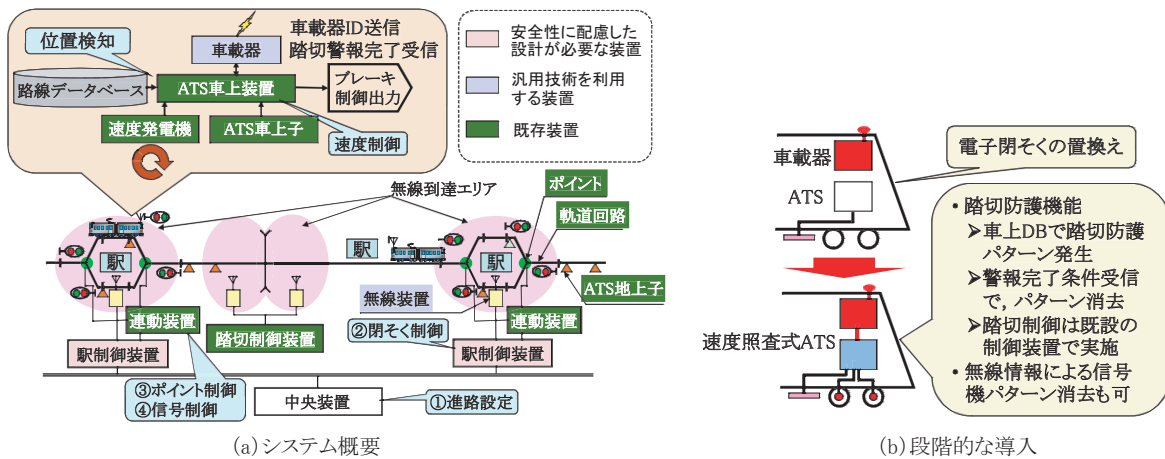 位置検知
車載器ID送信
踏切警報完了受信
車載器
路線データベース
ATS車上装置
ブレーキ
制御出力
速度発電機
ATS車上子
速度制御
安全性に配慮した
設計が必要な装置
汎用技術を利用
する装置
既存装置
無線到達エリア
ポイント
軌道回路
駅
駅
駅
ATS地上子
無線装置
連動装置
踏切制御装置
②閉そく制御
連動装置
駅制御装置
駅制御装置
③ポイント制御
④信号制御
中央装置
①進路設定
(a)システム概要
車載器
ATS
電子閉そくの置換え
速度照査式ATS
• 踏切防護機能
➢車上DBで踏切防護
パターン発生
➢警報完了条件受信
で，パターン消去
➢踏切制御は既設の
制御装置で実施
• 無線情報による信号
機パターン消去も可
(b)段階的な導入